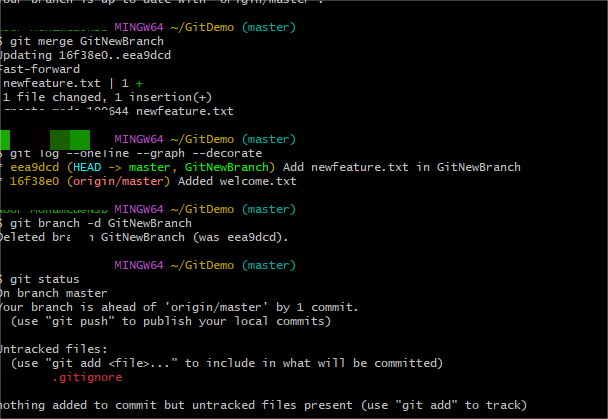 our branch is up to date with 'origin/master'.
MINGW64 ~/GitDemo (master)
$ git merge GitNewBranch
Updating 16f38e0..eea9dcd
Fast-forward
newfeature.txt | 1 +
1 file changed, 1 insertion(+)
100644 newfeature.txt
MINGW64 ~/GitDemo (master)
$ git log --oneline --graph --decorate
* eea9dcd (HEAD -> master, GitNewBranch) Add newfeature.txt in GitNewBranch
* 16f38e0 (origin/master) Added welcome.txt
MINGW64 ~/GitDemo (master)
$ git branch -d GitNewBranch
Deleted bra h GitNewBranch (was eea9dcd).
MINGW64 ~/GitDemo (master)
$ git status
On branch master
Your branch is ahead of 'origin/master' by 1 commit.
(use "git push" to publish your local commits)
Untracked files:
(use "git add <file>..." to include in what will be committed)
.gitignore
nothing added to commit but untracked files present (use "git add" to track)